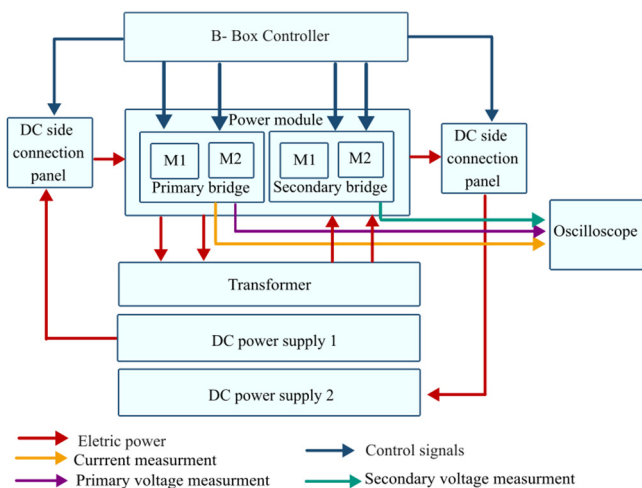 B- Box Controller
DC side
connection
panel
Power module
M1
M2
Primary bridge
M1
M2
Secondary bridge
DC side
connection
panel
Oscilloscope
Transformer
DC power supply 1
DC power supply 2
Eletric power
Currrent measurment
Primary voltage measurment
Control signals
Secondary voltage measurment